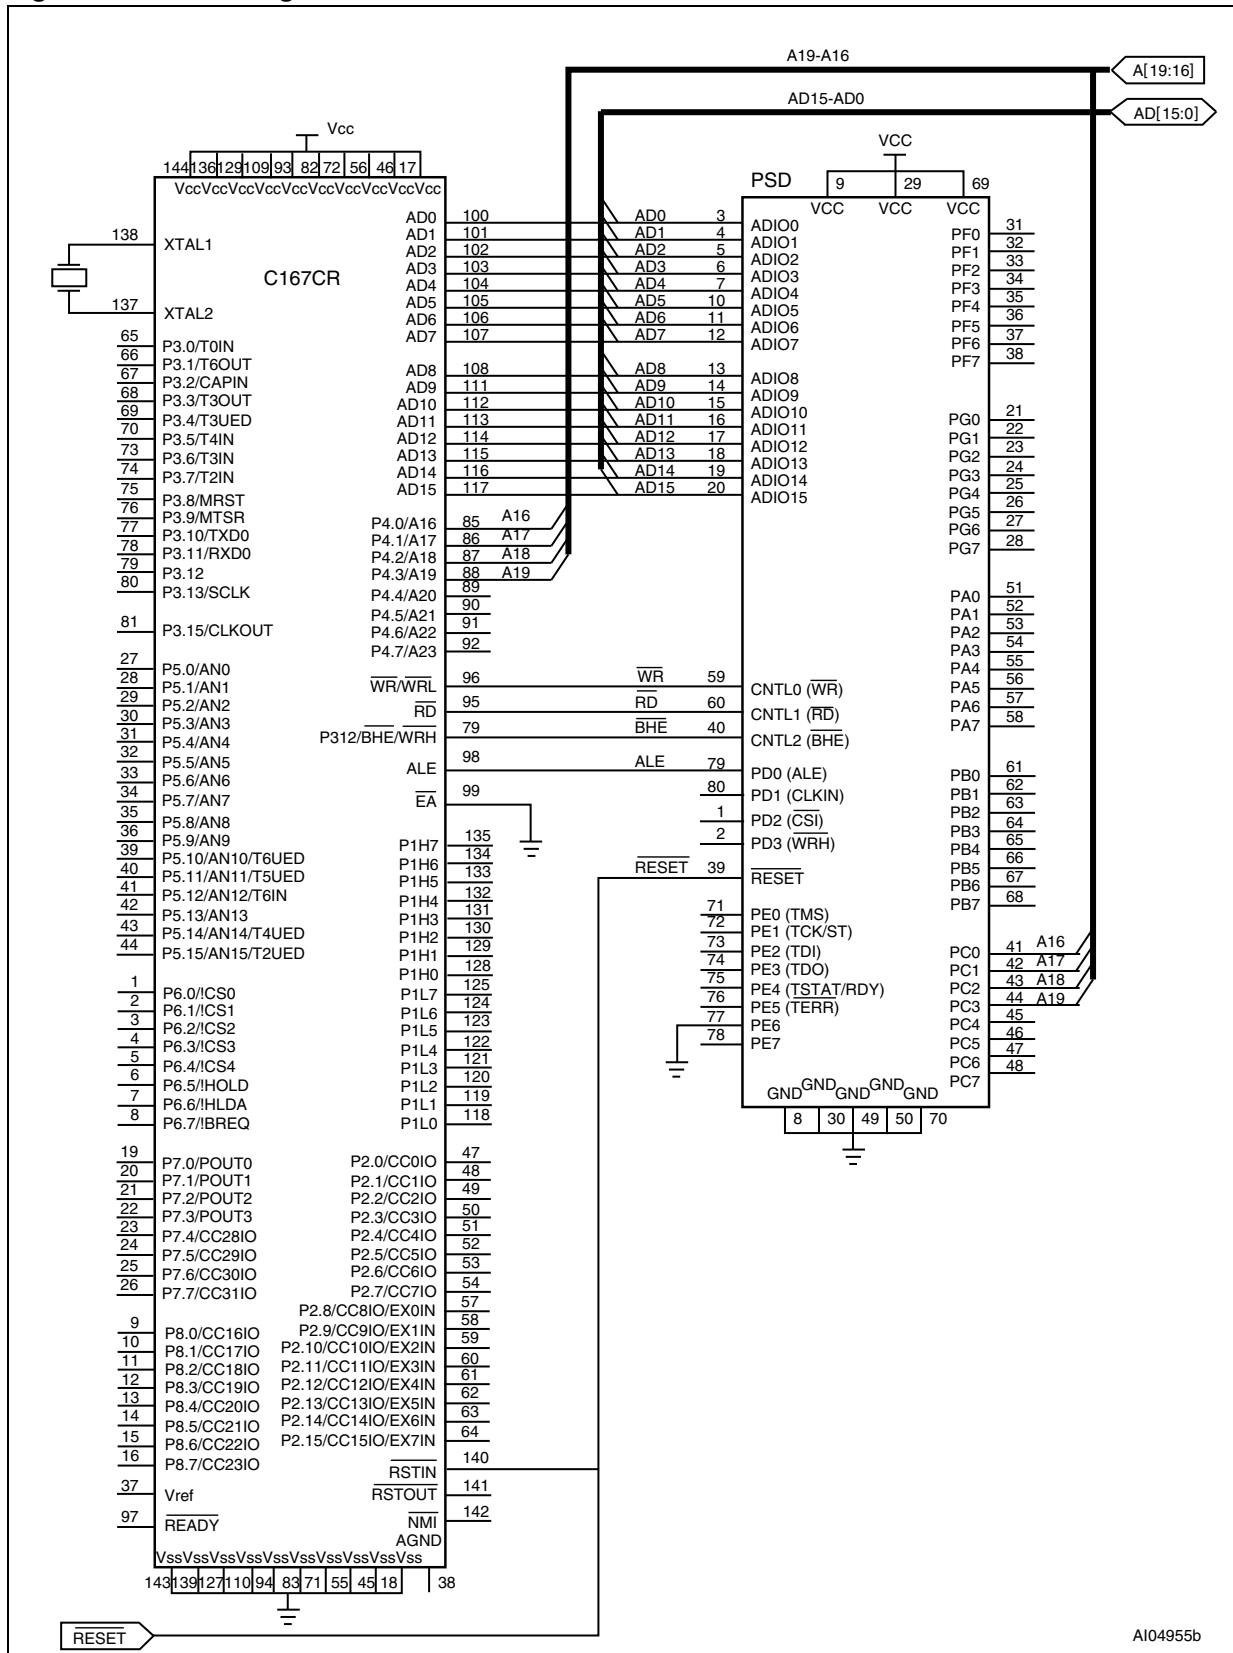 A19-A16
A[19:16]
AD15-AD0
AD[15:0]
Vcc
144 136 129 109 93 82 72 56 46 17
Vcc Vcc Vcc Vcc Vcc Vcc Vcc Vcc Vcc Vcc
C167CR
138 XTAL1
137 XTAL2
65 P3.0/T0IN
66 P3.1/T6OUT
67 P3.2/CAPIN
68 P3.3/T3OUT
69 P3.4/T3UED
70 P3.5/T4IN
73 P3.6/T3IN
74 P3.7/T2IN
75 P3.8/MRST
76 P3.9/MTSR
77 P3.10/TXD0
78 P3.11/RXD0
79 P3.12
80 P3.13/SCLK
81 P3.15/CLKOUT
27 P5.0/AN0
28 P5.1/AN1
29 P5.2/AN2
30 P5.3/AN3
31 P5.4/AN4
32 P5.5/AN5
33 P5.6/AN6
34 P5.7/AN7
35 P5.8/AN8
36 P5.9/AN9
39 P5.10/AN10/T6UED
40 P5.11/AN11/T5UED
41 P5.12/AN12/T6IN
42 P5.13/AN13
43 P5.14/AN14/T4UED
44 P5.15/AN15/T2UED
1 P6.0/!CS0
2 P6.1/!CS1
3 P6.2/!CS2
4 P6.3/!CS3
5 P6.4/!CS4
6 P6.5/!HOLD
7 P6.6/!HLDA
8 P6.7/!BREQ
19 P7.0/POUT0
20 P7.1/POUT1
21 P7.2/POUT2
22 P7.3/POUT3
23 P7.4/CC28IO
24 P7.5/CC29IO
25 P7.6/CC30IO
26 P7.7/CC31IO
9 P8.0/CC16IO
10 P8.1/CC17IO
11 P8.2/CC18IO
12 P8.3/CC19IO
13 P8.4/CC20IO
14 P8.5/CC21IO
15 P8.6/CC22IO
16 P8.7/CC23IO
37 Vref
97 READY
AD0 100
AD1 101
AD2 102
AD3 103
AD4 104
AD5 105
AD6 106
AD7 107
AD8 108
AD9 111
AD10 112
AD11 113
AD12 114
AD13 115
AD14 116
AD15 117
P4.0/A16 85 A16
P4.1/A17 86 A17
P4.2/A18 87 A18
P4.3/A19 88 A19
P4.4/A20 89
P4.5/A21 90
P4.6/A22 91
P4.7/A23 92
WR/WRL 96
RD 95
P312/BHE/WRH 79
ALE 98
EA 99
P1H7 135
P1H6 134
P1H5 133
P1H4 132
P1H3 131
P1H2 130
P1H1 129
P1H0 128
P1L7 125
P1L6 124
P1L5 123
P1L4 122
P1L3 121
P1L2 120
P1L1 119
P1L0 118
P2.0/CC0IO 47
P2.1/CC1IO 48
P2.2/CC2IO 49
P2.3/CC3IO 50
P2.4/CC4IO 51
P2.5/CC5IO 52
P2.6/CC6IO 53
P2.7/CC7IO 54
P2.8/CC8IO/EX0IN 57
P2.9/CC9IO/EX1IN 58
P2.10/CC10IO/EX2IN 59
P2.11/CC11IO/EX3IN 60
P2.12/CC12IO/EX4IN 61
P2.13/CC13IO/EX5IN 62
P2.14/CC14IO/EX6IN 63
P2.15/CC15IO/EX7IN 64
RSTIN 140
RSTOUT 141
NMI 142
AGND
Vss Vss Vss Vss Vss Vss Vss Vss Vss Vss
143 139 127 110 94 83 71 55 45 18 38
RESET
VCC
PSD 9 29 69
VCC VCC VCC
AD0 3 ADIO0
AD1 4 ADIO1
AD2 5 ADIO2
AD3 6 ADIO3
AD4 7 ADIO4
AD5 10 ADIO5
AD6 11 ADIO6
AD7 12 ADIO7
AD8 13 ADIO8
AD9 14 ADIO9
AD10 15 ADIO10
AD11 16 ADIO11
AD12 17 ADIO12
AD13 18 ADIO13
AD14 19 ADIO14
AD15 20 ADIO15
WR 59 CNTL0 (WR)
RD 60 CNTL1 (RD)
BHE 40 CNTL2 (BHE)
ALE 79 PD0 (ALE)
80 PD1 (CLKIN)
1 PD2 (CSI)
2 PD3 (WRH)
RESET 39 RESET
71 PE0 (TMS)
72 PE1 (TCK/ST)
73 PE2 (TDI)
74 PE3 (TDO)
75 PE4 (TSTAT/RDY)
76 PE5 (TERR)
77 PE6
78 PE7
PF0 31
PF1 32
PF2 33
PF3 34
PF4 35
PF5 36
PF6 37
PF7 38
PG0 21
PG1 22
PG2 23
PG3 24
PG4 25
PG5 26
PG6 27
PG7 28
PA0 51
PA1 52
PA2 53
PA3 54
PA4 55
PA5 56
PA6 57
PA7 58
PB0 61
PB1 62
PB2 63
PB3 64
PB4 65
PB5 66
PB6 67
PB7 68
PC0 41 A16
PC1 42 A17
PC2 43 A18
PC3 44 A19
PC4 45
PC5 46
PC6 47
PC7 48
GND GND GND GND GND
8 30 49 50 70
AI04955b